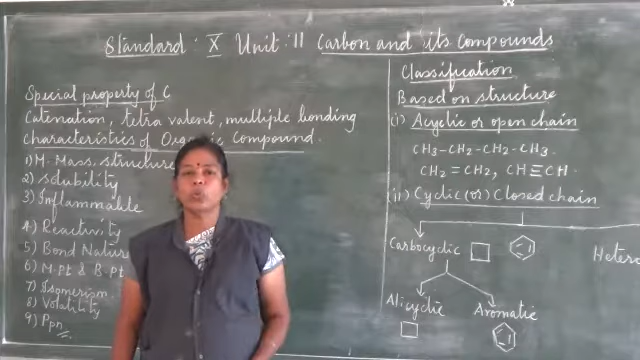 Standard : X Unit : 11 Carbon and its Compounds
Special property of C
Catenation, tetra valent, multiple bonding
Characteristics of Organic Compound.
1) M. Mass. structure
2) Solubility
3) Inflammable
4) Reactivity
5) Bond Nature
6) M.Pt & B.Pt
7) Isomerism.
8) Volatility
9) Ppn
Classification
Based on structure
(i) Acyclic or open chain
CH₃-CH₂-CH₂-CH₃.
CH₂=CH₂, CH≡CH.
(ii) Cyclic (or) Closed chain
Carbocyclic
Hetero
Alicyclic Aromatic